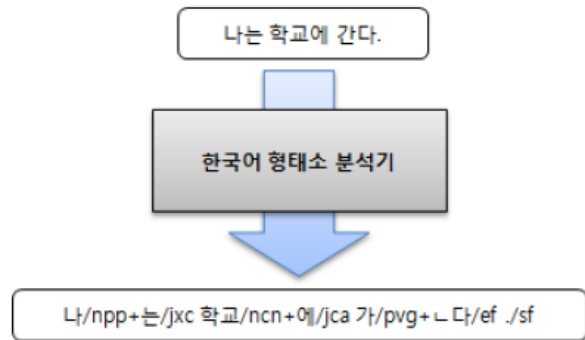 나는 학교에 간다.
한국어 형태소 분석기
나/npp+는/jxc 학교/ncn+에/jca 가/pvg+ㄴ다/ef ./sf